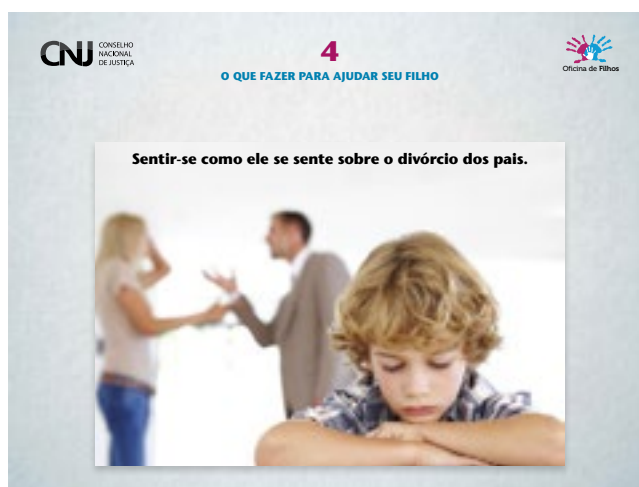 CNJ
CONSELHO
NACIONAL
DE JUSTIÇA
4
O QUE FAZER PARA AJUDAR SEU FILHO
Oficina de Filhos
Sentir-se como ele se sente sobre o divórcio dos pais.